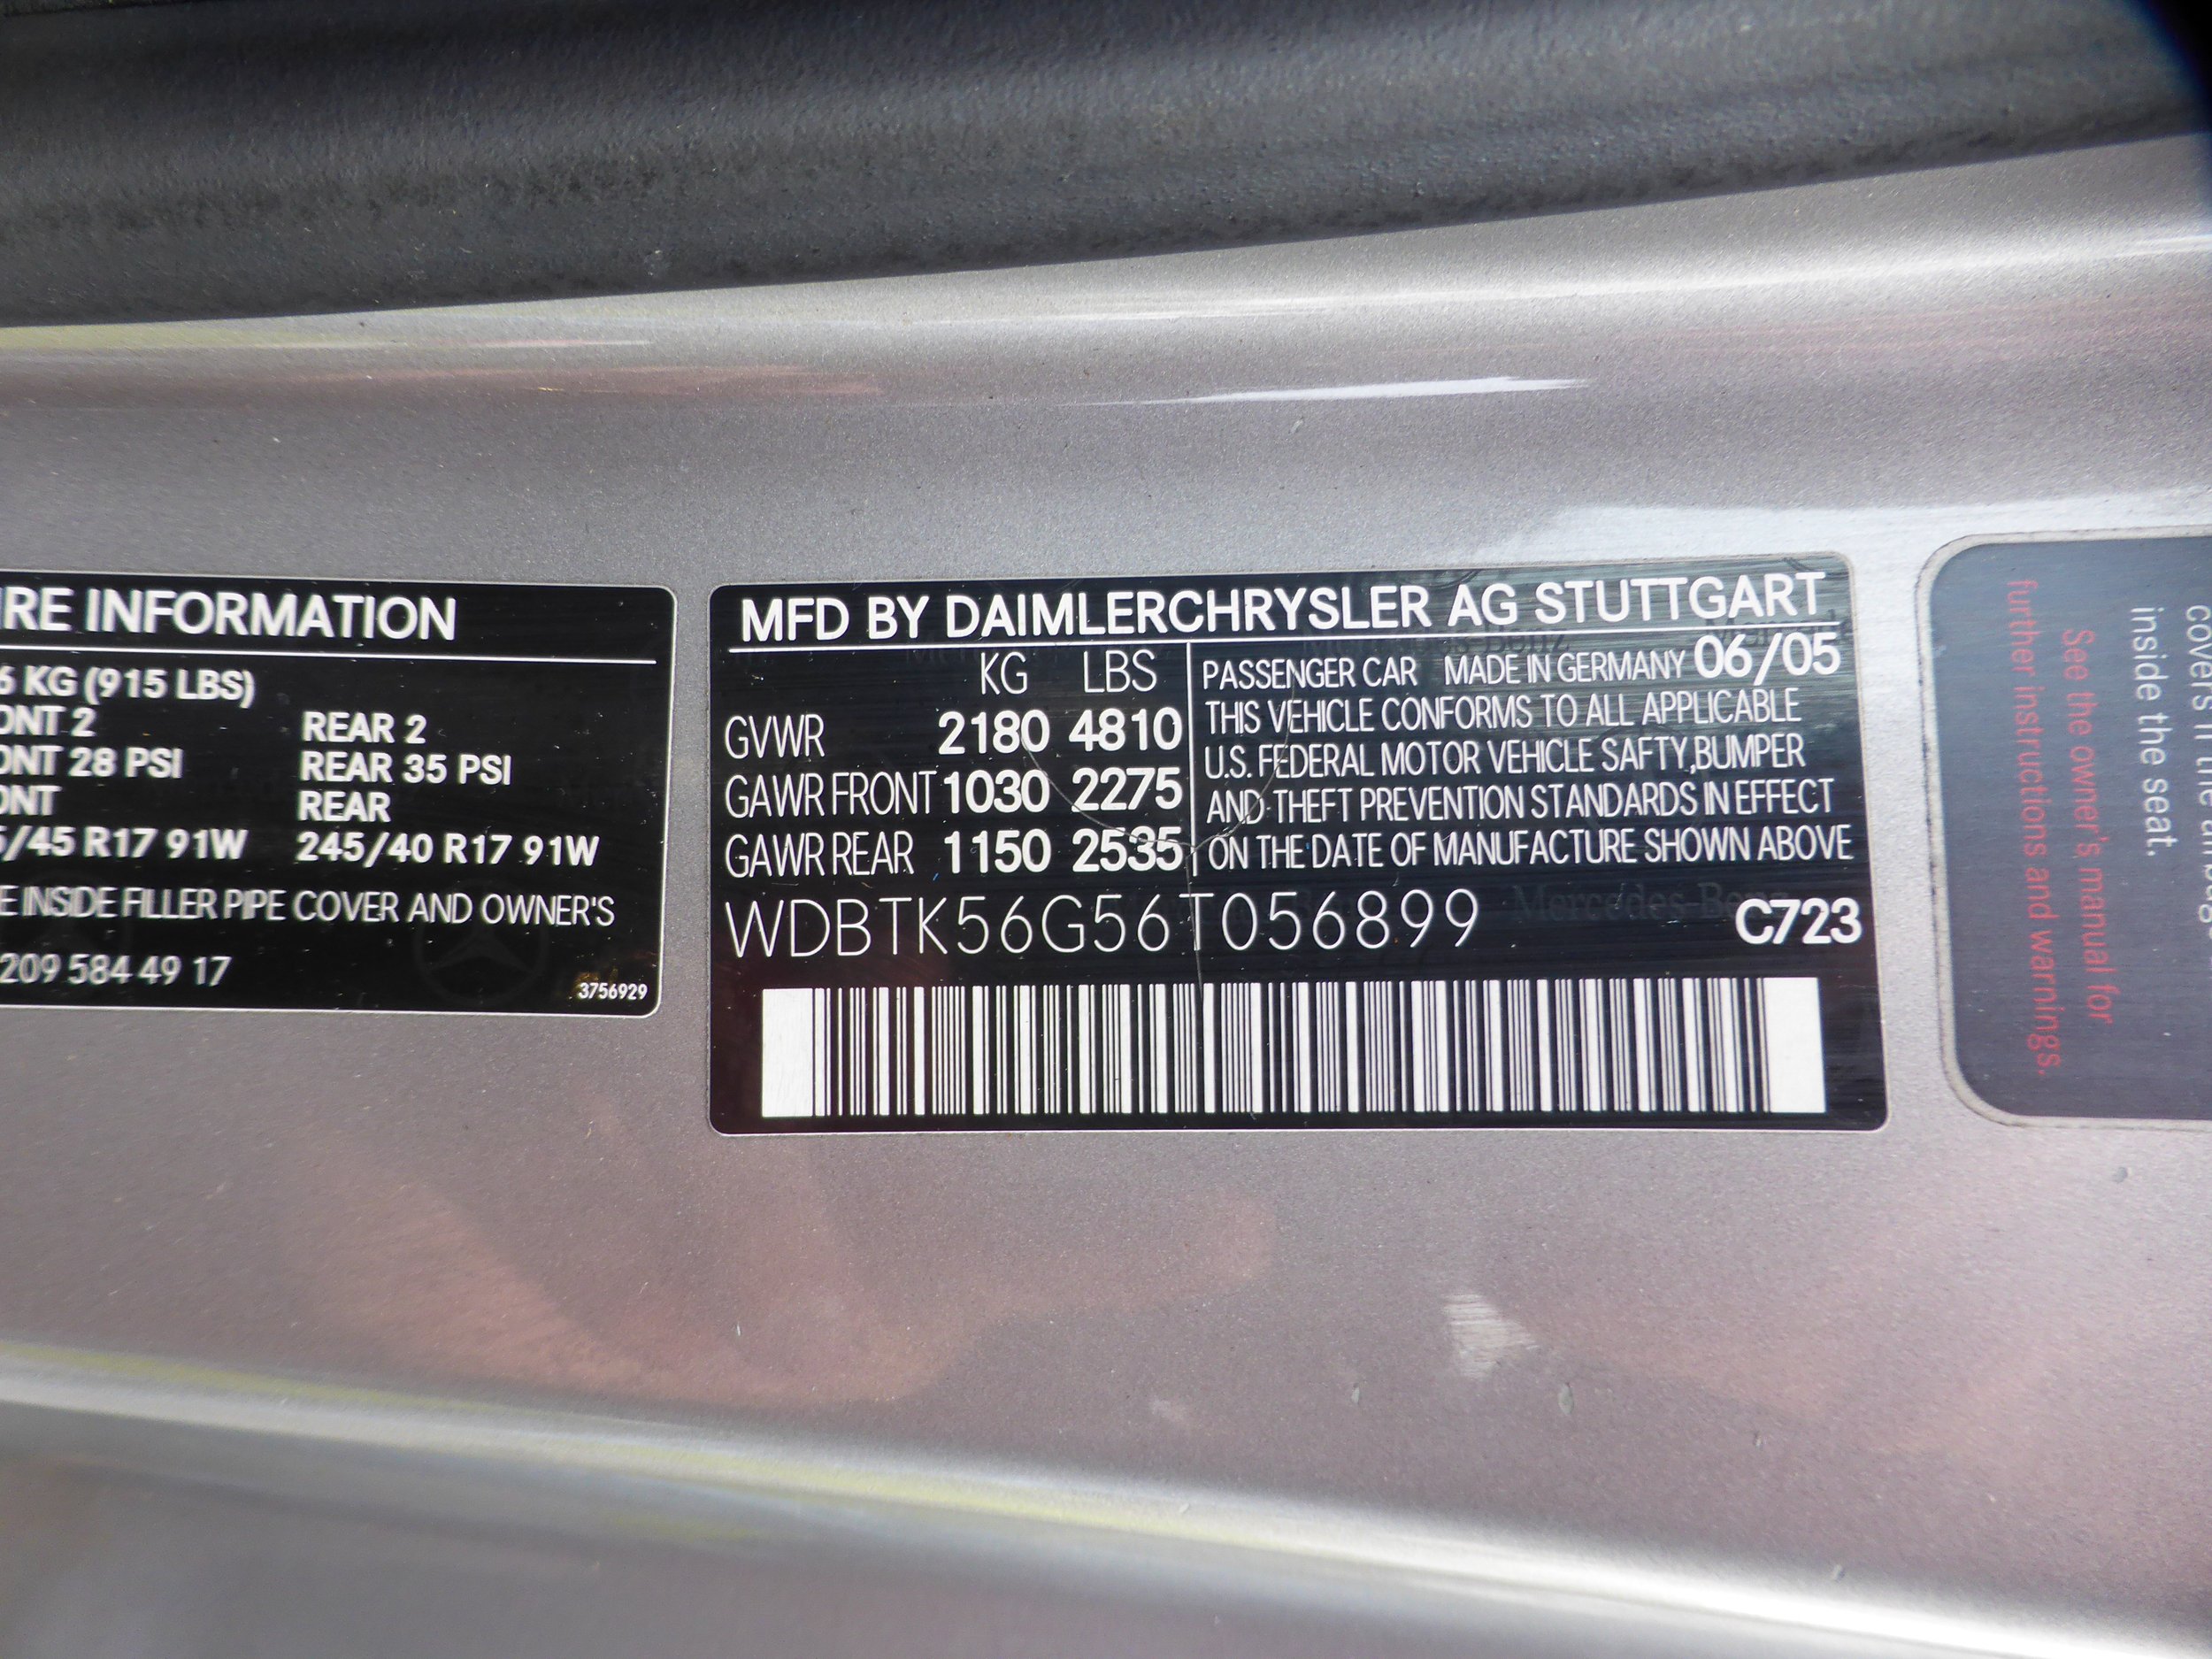 RE INFORMATION
6 KG (915 LBS)
ONT 2 REAR 2
ONT 28 PSI REAR 35 PSI
ONT REAR
5/45 R17 91W 245/40 R17 91W
E INSIDE FILLER PIPE COVER AND OWNER'S
209 584 49 17
3756929
MFD BY DAIMLERCHRYSLER AG STUTTGART
KG LBS
GVWR 2180 4810
GAWR FRONT 1030 2275
GAWR REAR 1150 2535
PASSENGER CAR MADE IN GERMANY 06/05
THIS VEHICLE CONFORMS TO ALL APPLICABLE
U.S. FEDERAL MOTOR VEHICLE SAFTY,BUMPER
AND THEFT PREVENTION STANDARDS IN EFFECT
ON THE DATE OF MANUFACTURE SHOWN ABOVE
WDBTK56G56T056899 C723
Mercedes-Benz
covers if the
inside the seat.
See the owner's manual for
further instructions and warnings.